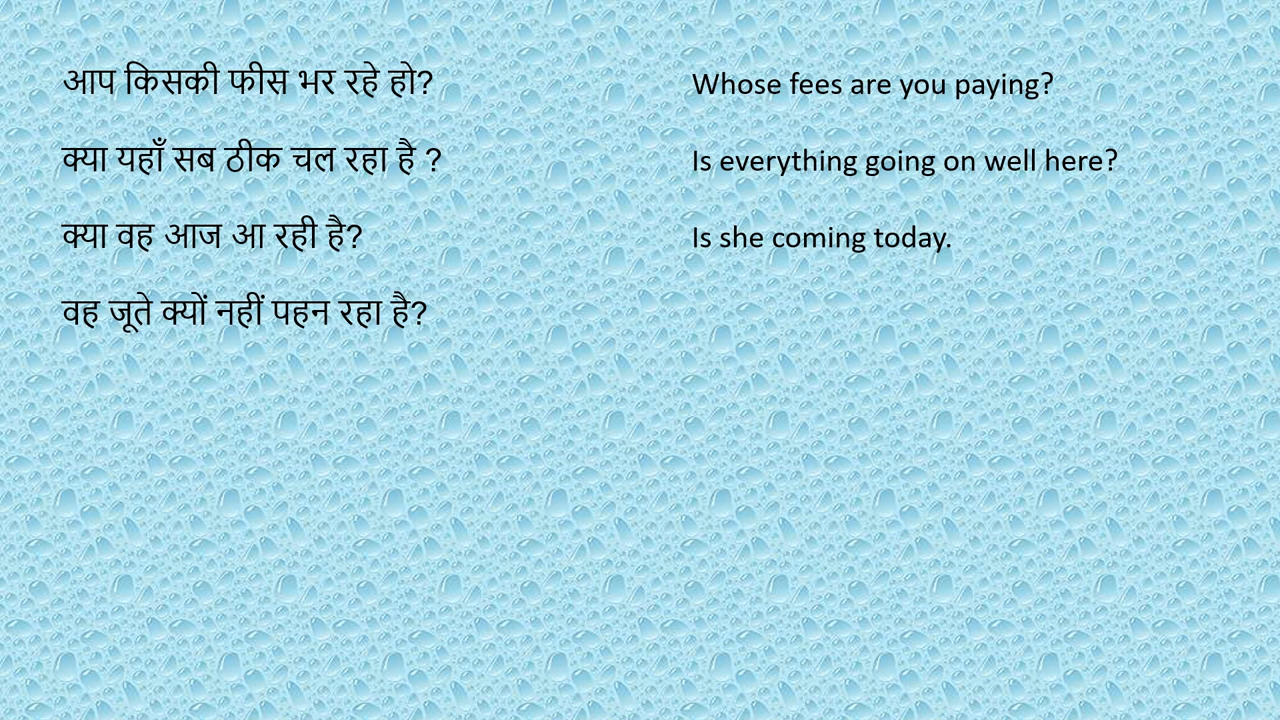 आप किसकी फीस भर रहे हो? Whose fees are you paying?
क्या यहाँ सब ठीक चल रहा है ? Is everything going on well here?
क्या वह आज आ रही है? Is she coming today.
वह जूते क्यों नहीं पहन रहा है?